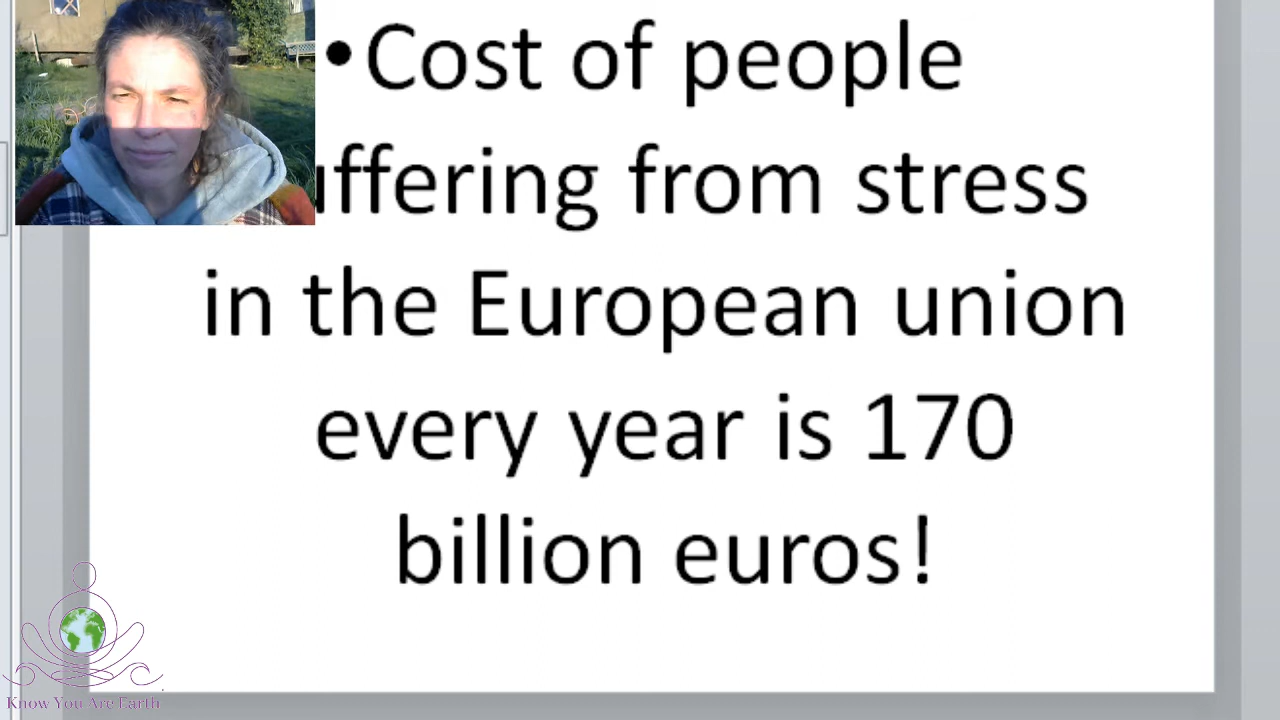 •Cost of people
uffering from stress
in the European union
every year is 170
billion euros!
Know You Are Earth